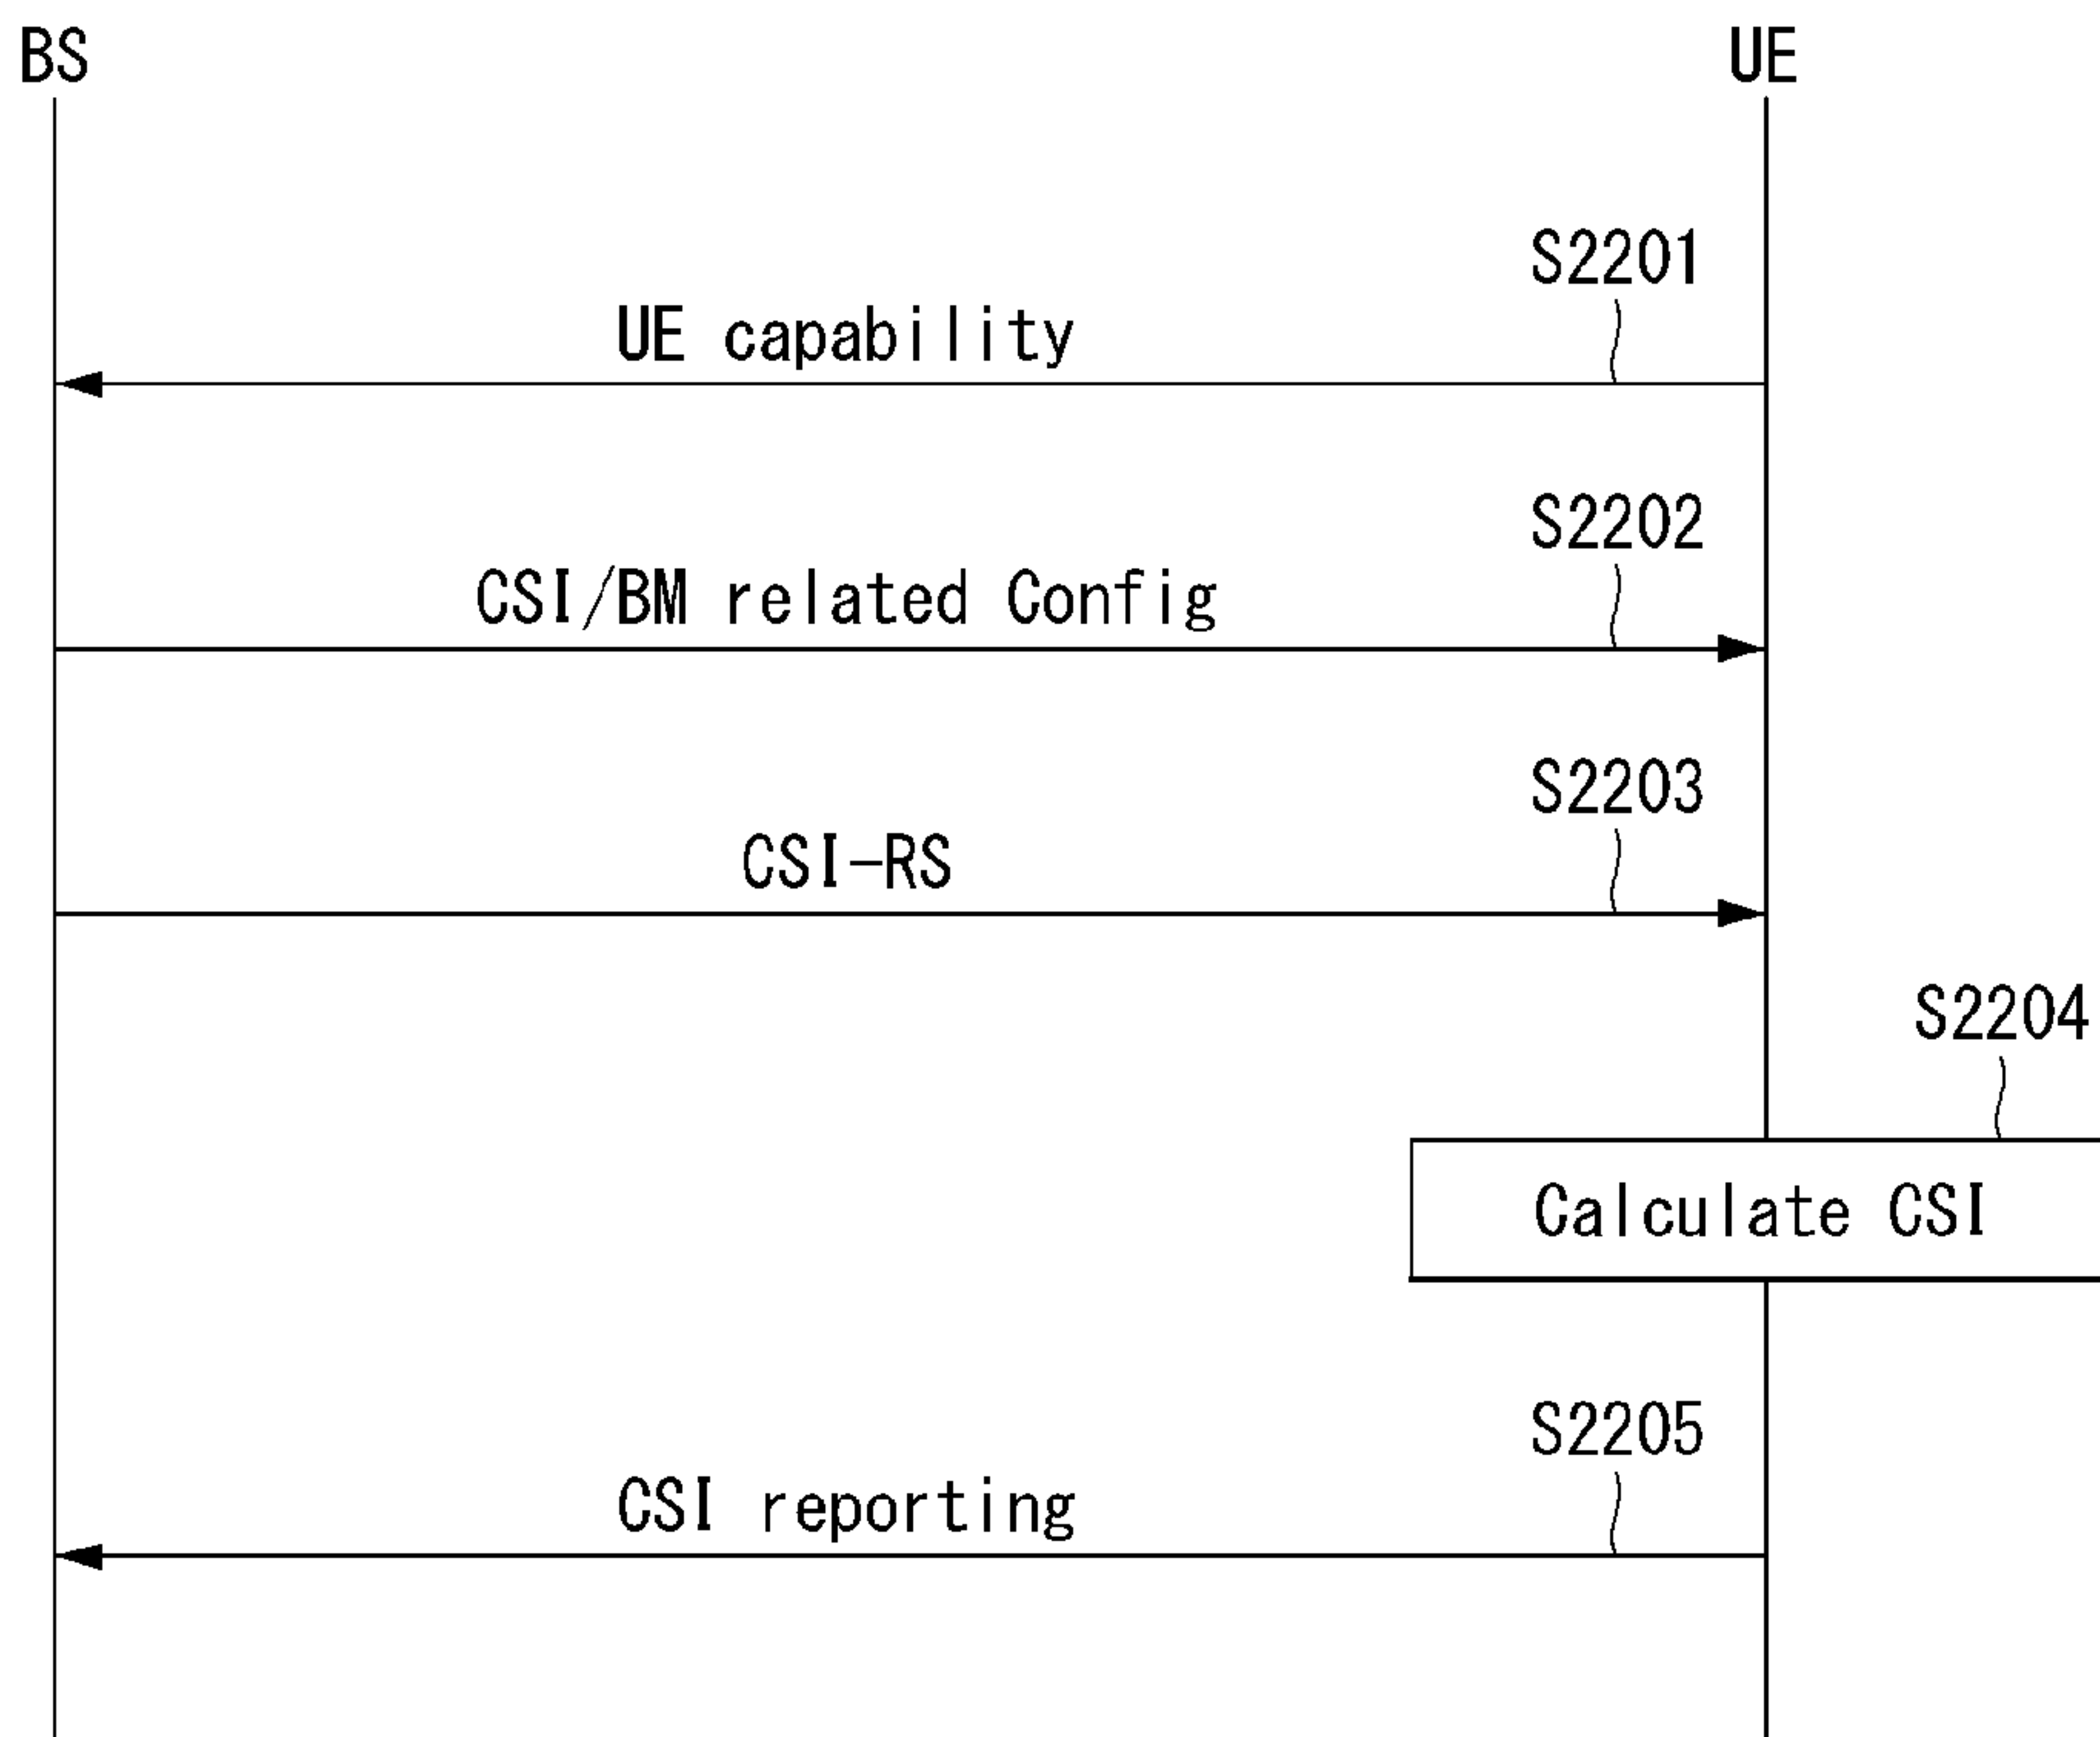 BS
UE
S2201
UE capability
S2202
CSI/BM related Config
S2203
CSI-RS
S2204
Calculate CSI
S2205
CSI reporting